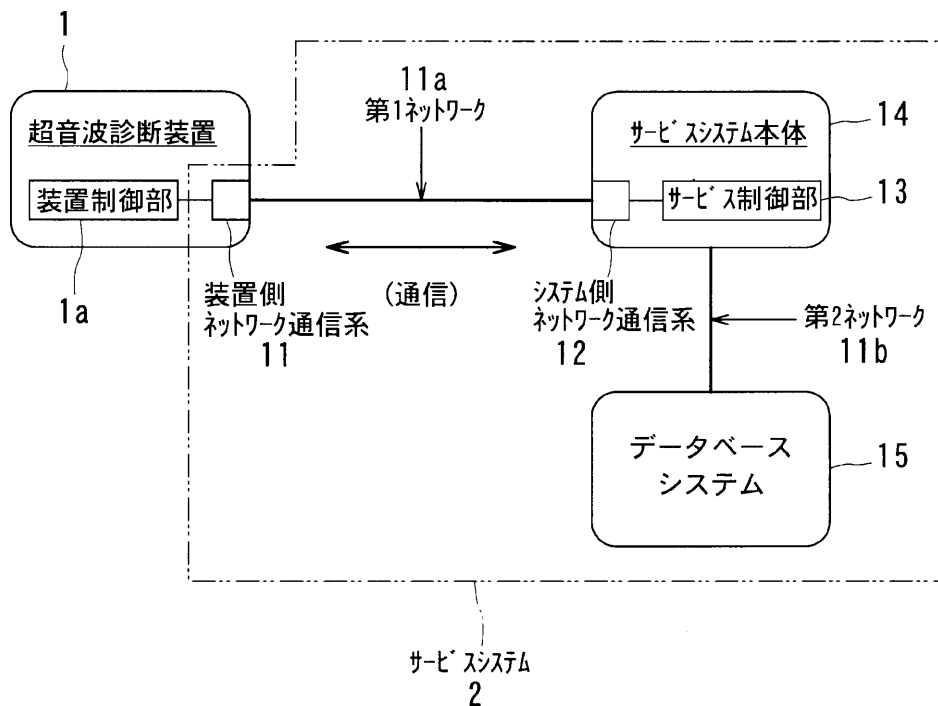 1
超音波診断装置
装置制御部
1a
11a
第1ネットワーク
(通信)
装置側
ネットワーク通信系
11
サービスシステム本体
サービス制御部
14
13
システム側
ネットワーク通信系
12
第2ネットワーク
11b
データベース
システム
15
サービスシステム
2